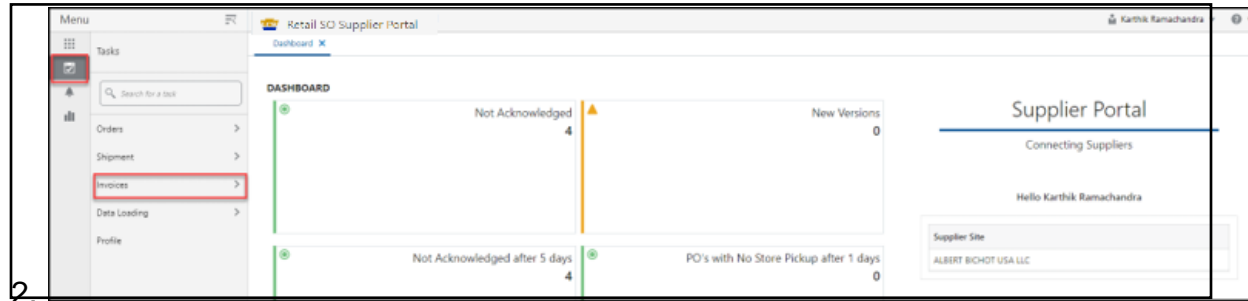 Menu
Retail SO Supplier Portal
Karthik Ramachandra
Tasks
Dashboard X
Search for a task
DASHBOARD
Not Acknowledged
4
New Versions
0
Supplier Portal
Connecting Suppliers
Hello Karthik Ramachandra
Orders
Shipment
Invoices
Data Loading
Profile
Supplier Site
ALBERT BICHOT USA LLC
Not Acknowledged after 5 days
4
PO's with No Store Pickup after 1 days
0
2.